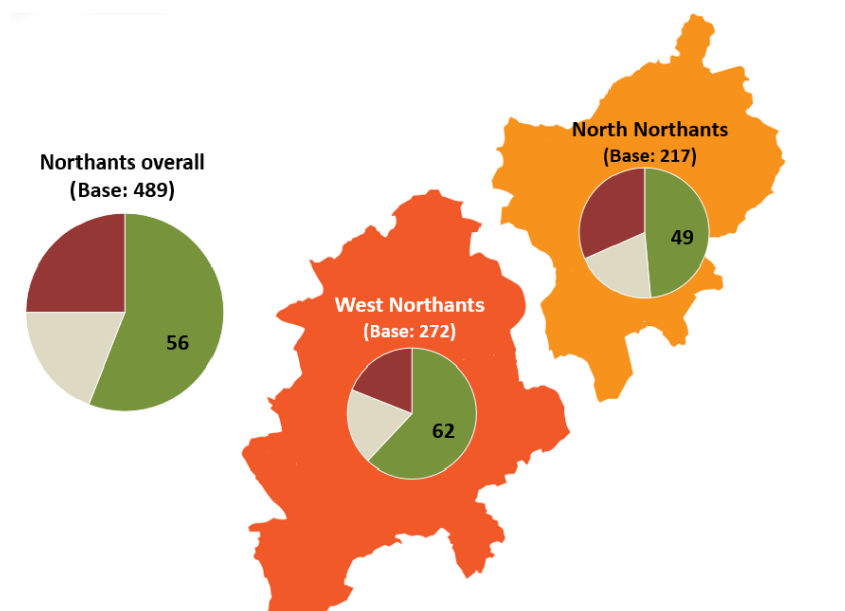 North Northants
(Base: 217)
49
Northants overall
(Base: 489)
56
West Northants
(Base: 272)
62